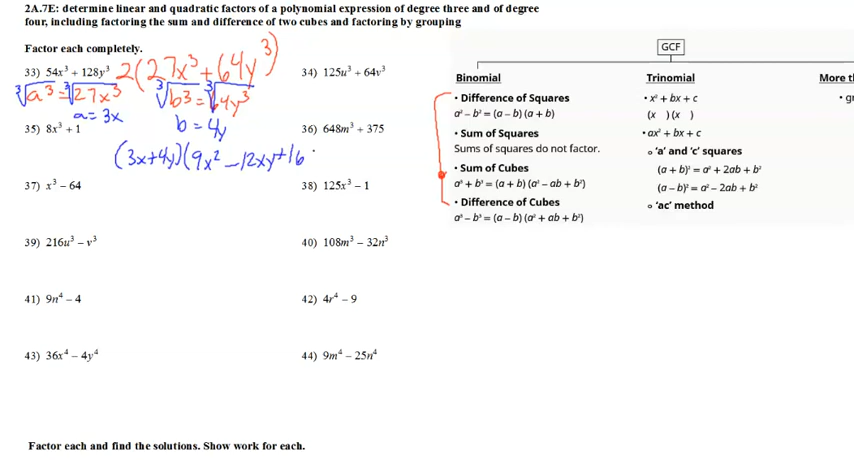 2A.7E: determine linear and quadratic factors of a polynomial expression of degree three and of degree
four, including factoring the sum and difference of two cubes and factoring by grouping
Factor each completely.
33) 54x³ + 128y³ 2(27x³ + 64y³)
∛a³ = ∛27x³ ∛b³ = ∛64y³
a = 3x b = 4y
(3x+4y)(9x² − 12xy + 16
34) 125u³ + 64v³
35) 8x³ + 1
36) 648m³ + 375
37) x³ − 64
38) 125x³ − 1
39) 216u³ − v³
40) 108m³ − 32n³
41) 9n⁴ − 4
42) 4r⁴ − 9
43) 36x⁴ − 4y⁴
44) 9m⁴ − 25n⁴
Factor each and find the solutions. Show work for each.
GCF
Binomial
• Difference of Squares
a² − b² = (a − b) (a + b)
• Sum of Squares
Sums of squares do not factor.
• Sum of Cubes
a³ + b³ = (a + b) (a² − ab + b²)
• Difference of Cubes
a³ − b³ = (a − b) (a² + ab + b²)
Trinomial
• x² + bx + c
(x ) (x )
• ax² + bx + c
o 'a' and 'c' squares
(a + b)² = a² + 2ab + b²
(a − b)² = a² − 2ab + b²
o 'ac' method
More th
• gr